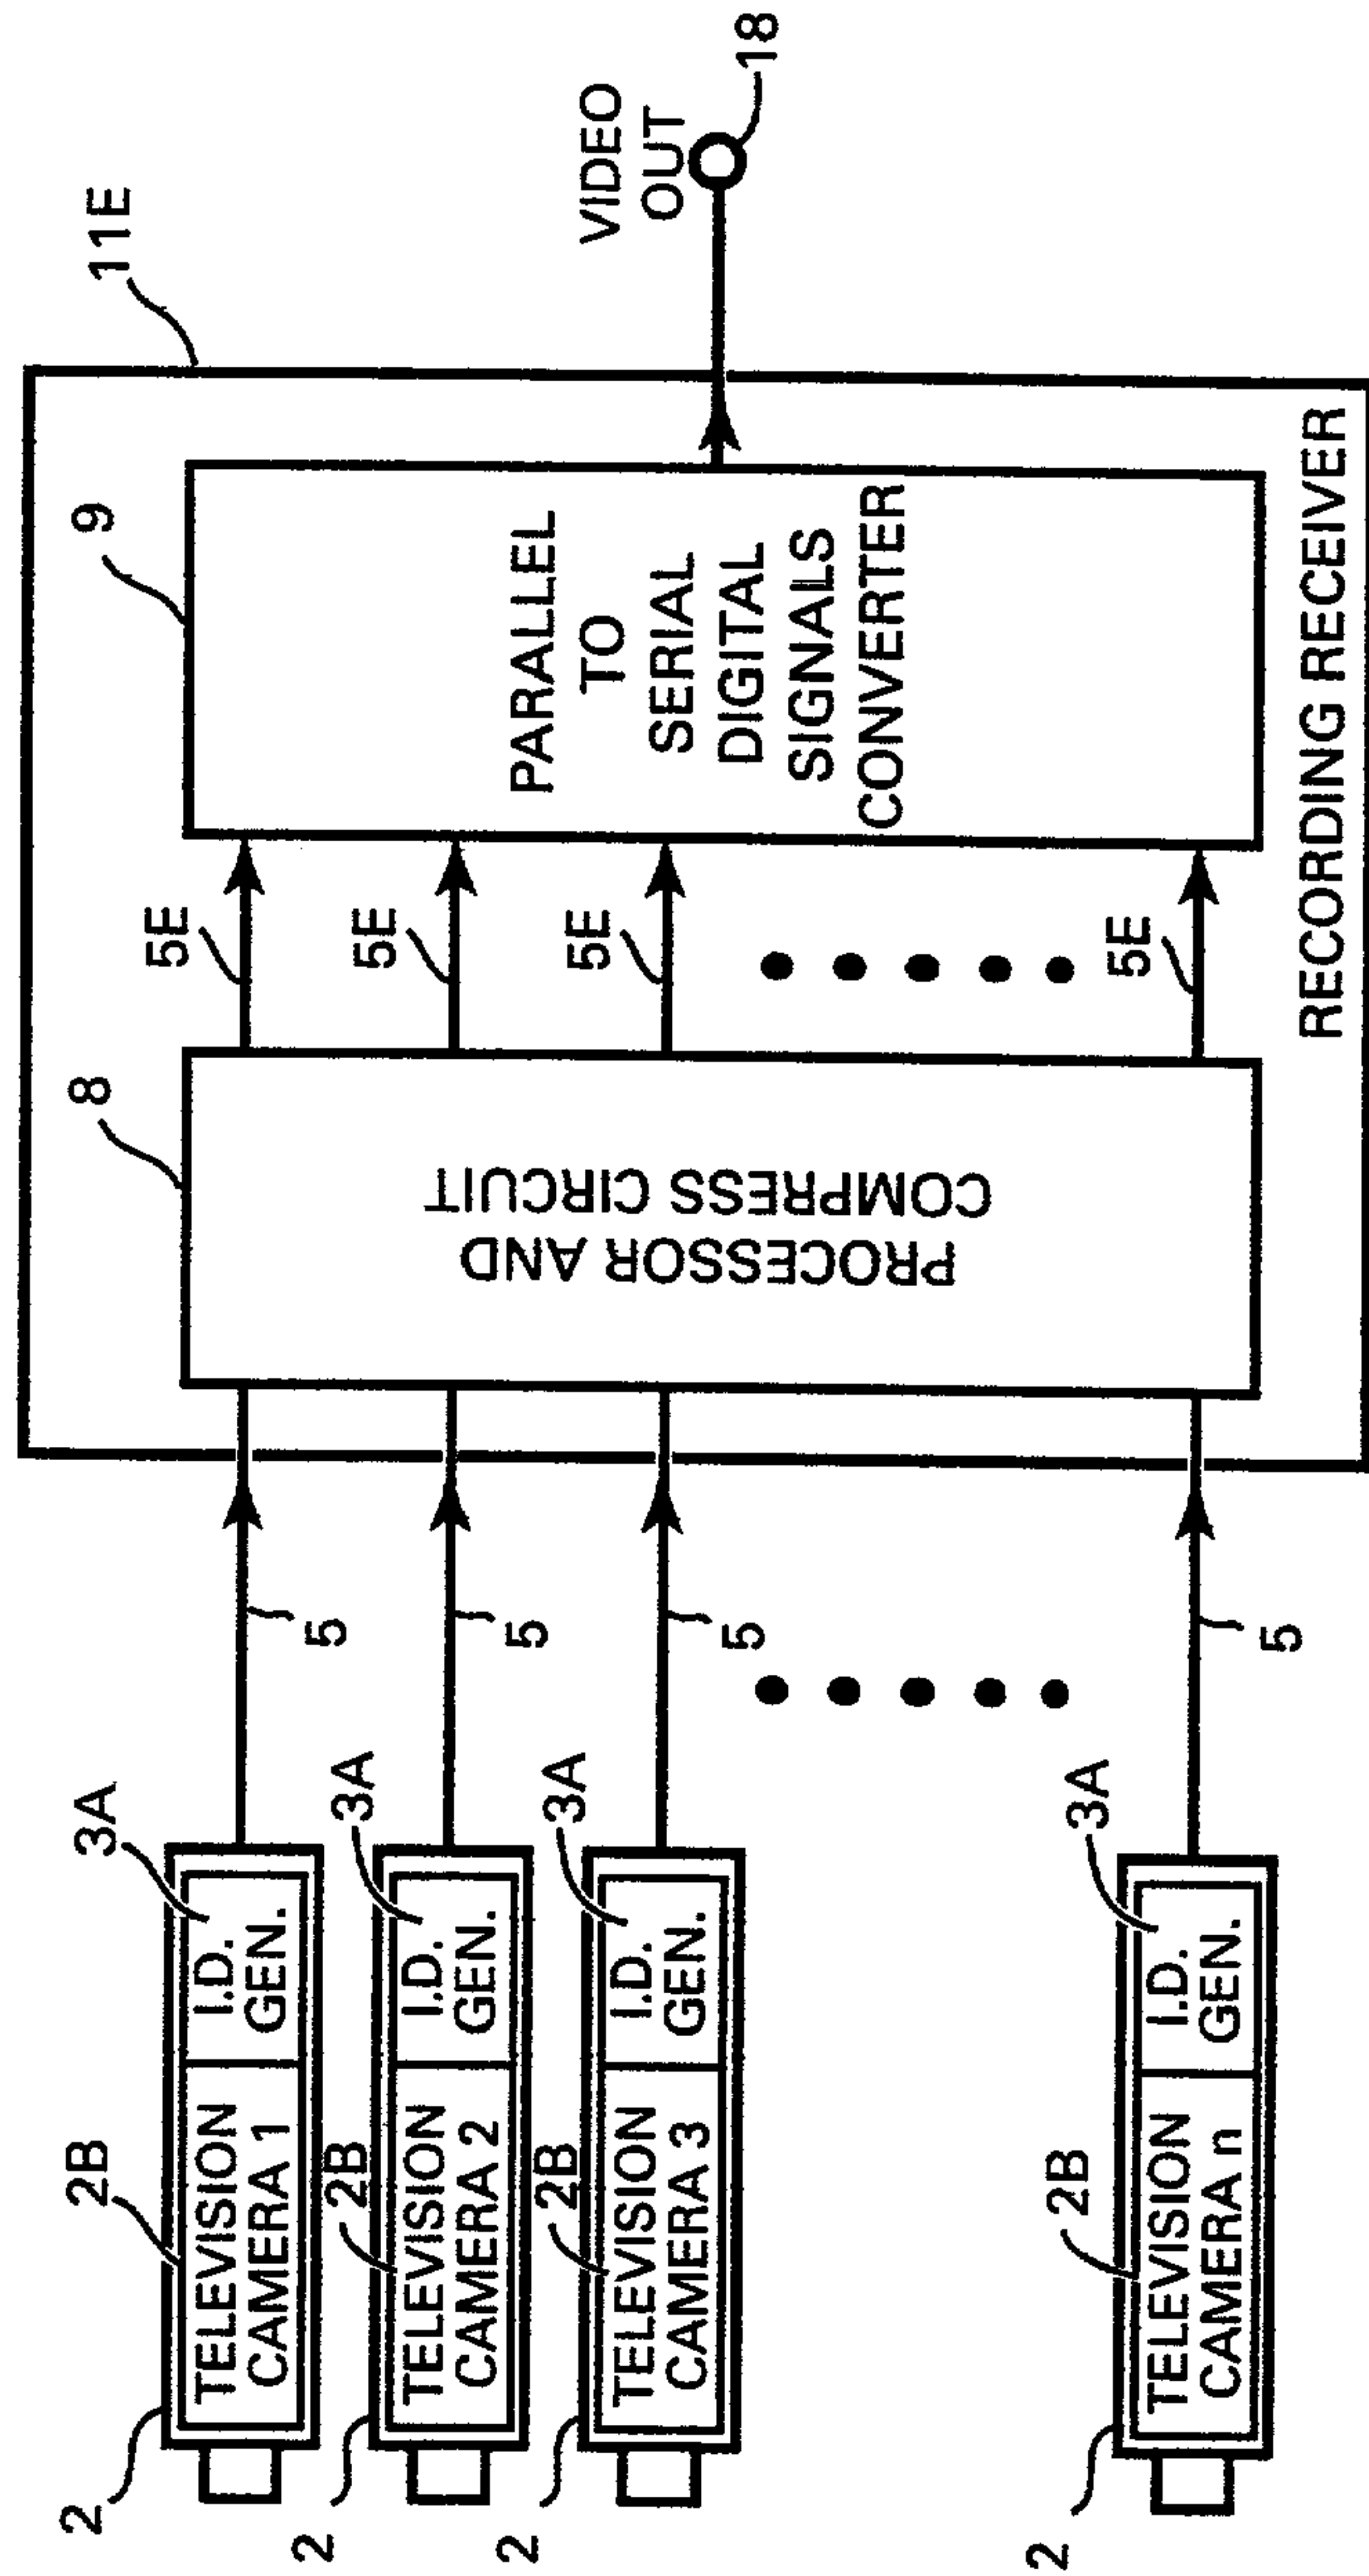 2
2B
TELEVISION
CAMERA 1
I.D.
GEN.
3A
5
2
2B
TELEVISION
CAMERA 2
I.D.
GEN.
3A
5
2
2B
TELEVISION
CAMERA 3
I.D.
GEN.
3A
5
2
2B
TELEVISION
CAMERA n
I.D.
GEN.
3A
5
8
PROCESSOR AND
COMPRESS CIRCUIT
5E
5E
5E
5E
9
PARALLEL
TO
SERIAL
DIGITAL
SIGNALS
CONVERTER
11E
RECORDING RECEIVER
VIDEO
OUT
18